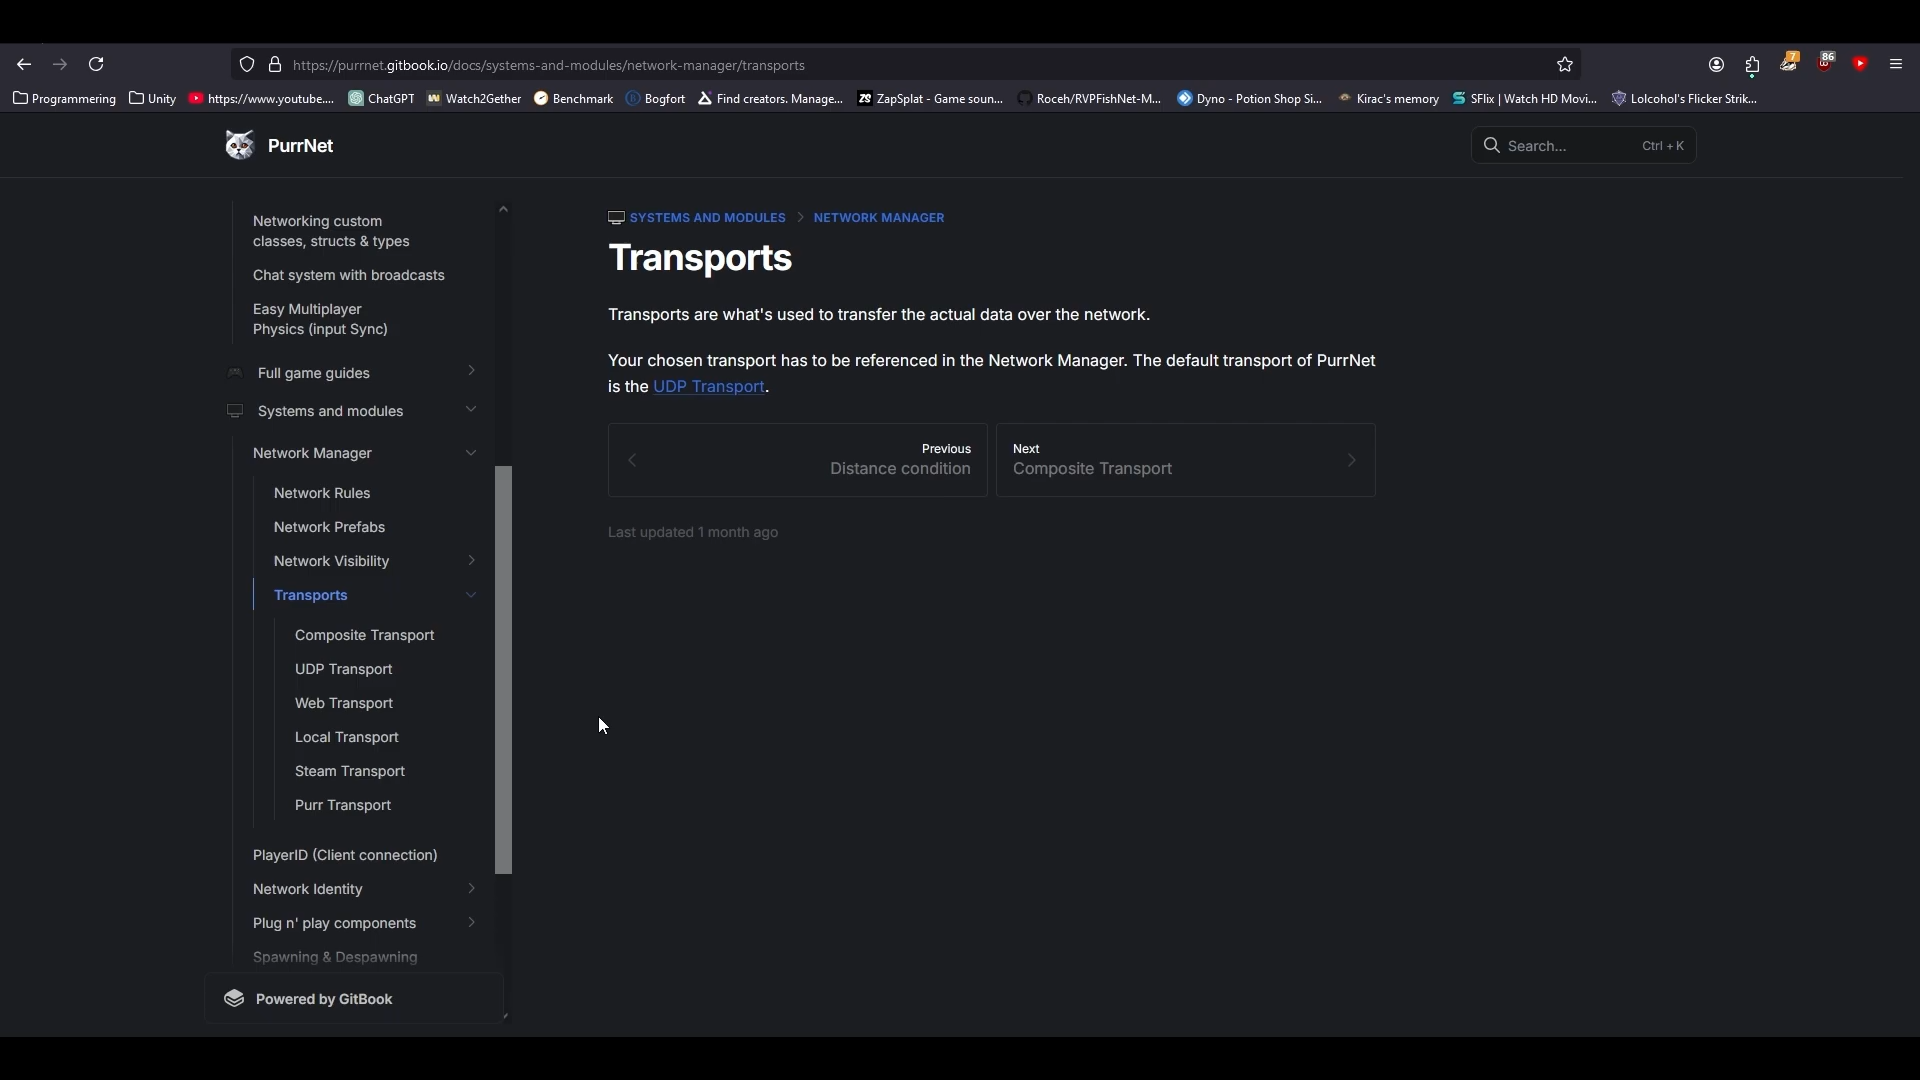 https://purrnet.gitbook.io/docs/systems-and-modules/network-manager/transports
7
86
Programming
Unity
https://www.youtube....
ChatGPT
Watch2Gether
Benchmark
Bogfort
Find creators. Manage...
ZapSplat - Game soun...
Roceh/RVPFishNet-M...
Dyno - Potion Shop Si...
Kirac's memory
SFlix | Watch HD Movi...
Lolcohol's Flicker Strik...
PurrNet
Search...
Ctrl + K
Networking custom
classes, structs & types
Chat system with broadcasts
Easy Multiplayer
Physics (input Sync)
Full game guides
Systems and modules
Network Manager
Network Rules
Network Prefabs
Network Visibility
Transports
Composite Transport
UDP Transport
Web Transport
Local Transport
Steam Transport
Purr Transport
PlayerID (Client connection)
Network Identity
Plug n' play components
Spawning & Despawning
Powered by GitBook
SYSTEMS AND MODULES
NETWORK MANAGER
Transports
Transports are what's used to transfer the actual data over the network.
Your chosen transport has to be referenced in the Network Manager. The default transport of PurrNet
is the UDP Transport.
Previous
Distance condition
Next
Composite Transport
Last updated 1 month ago